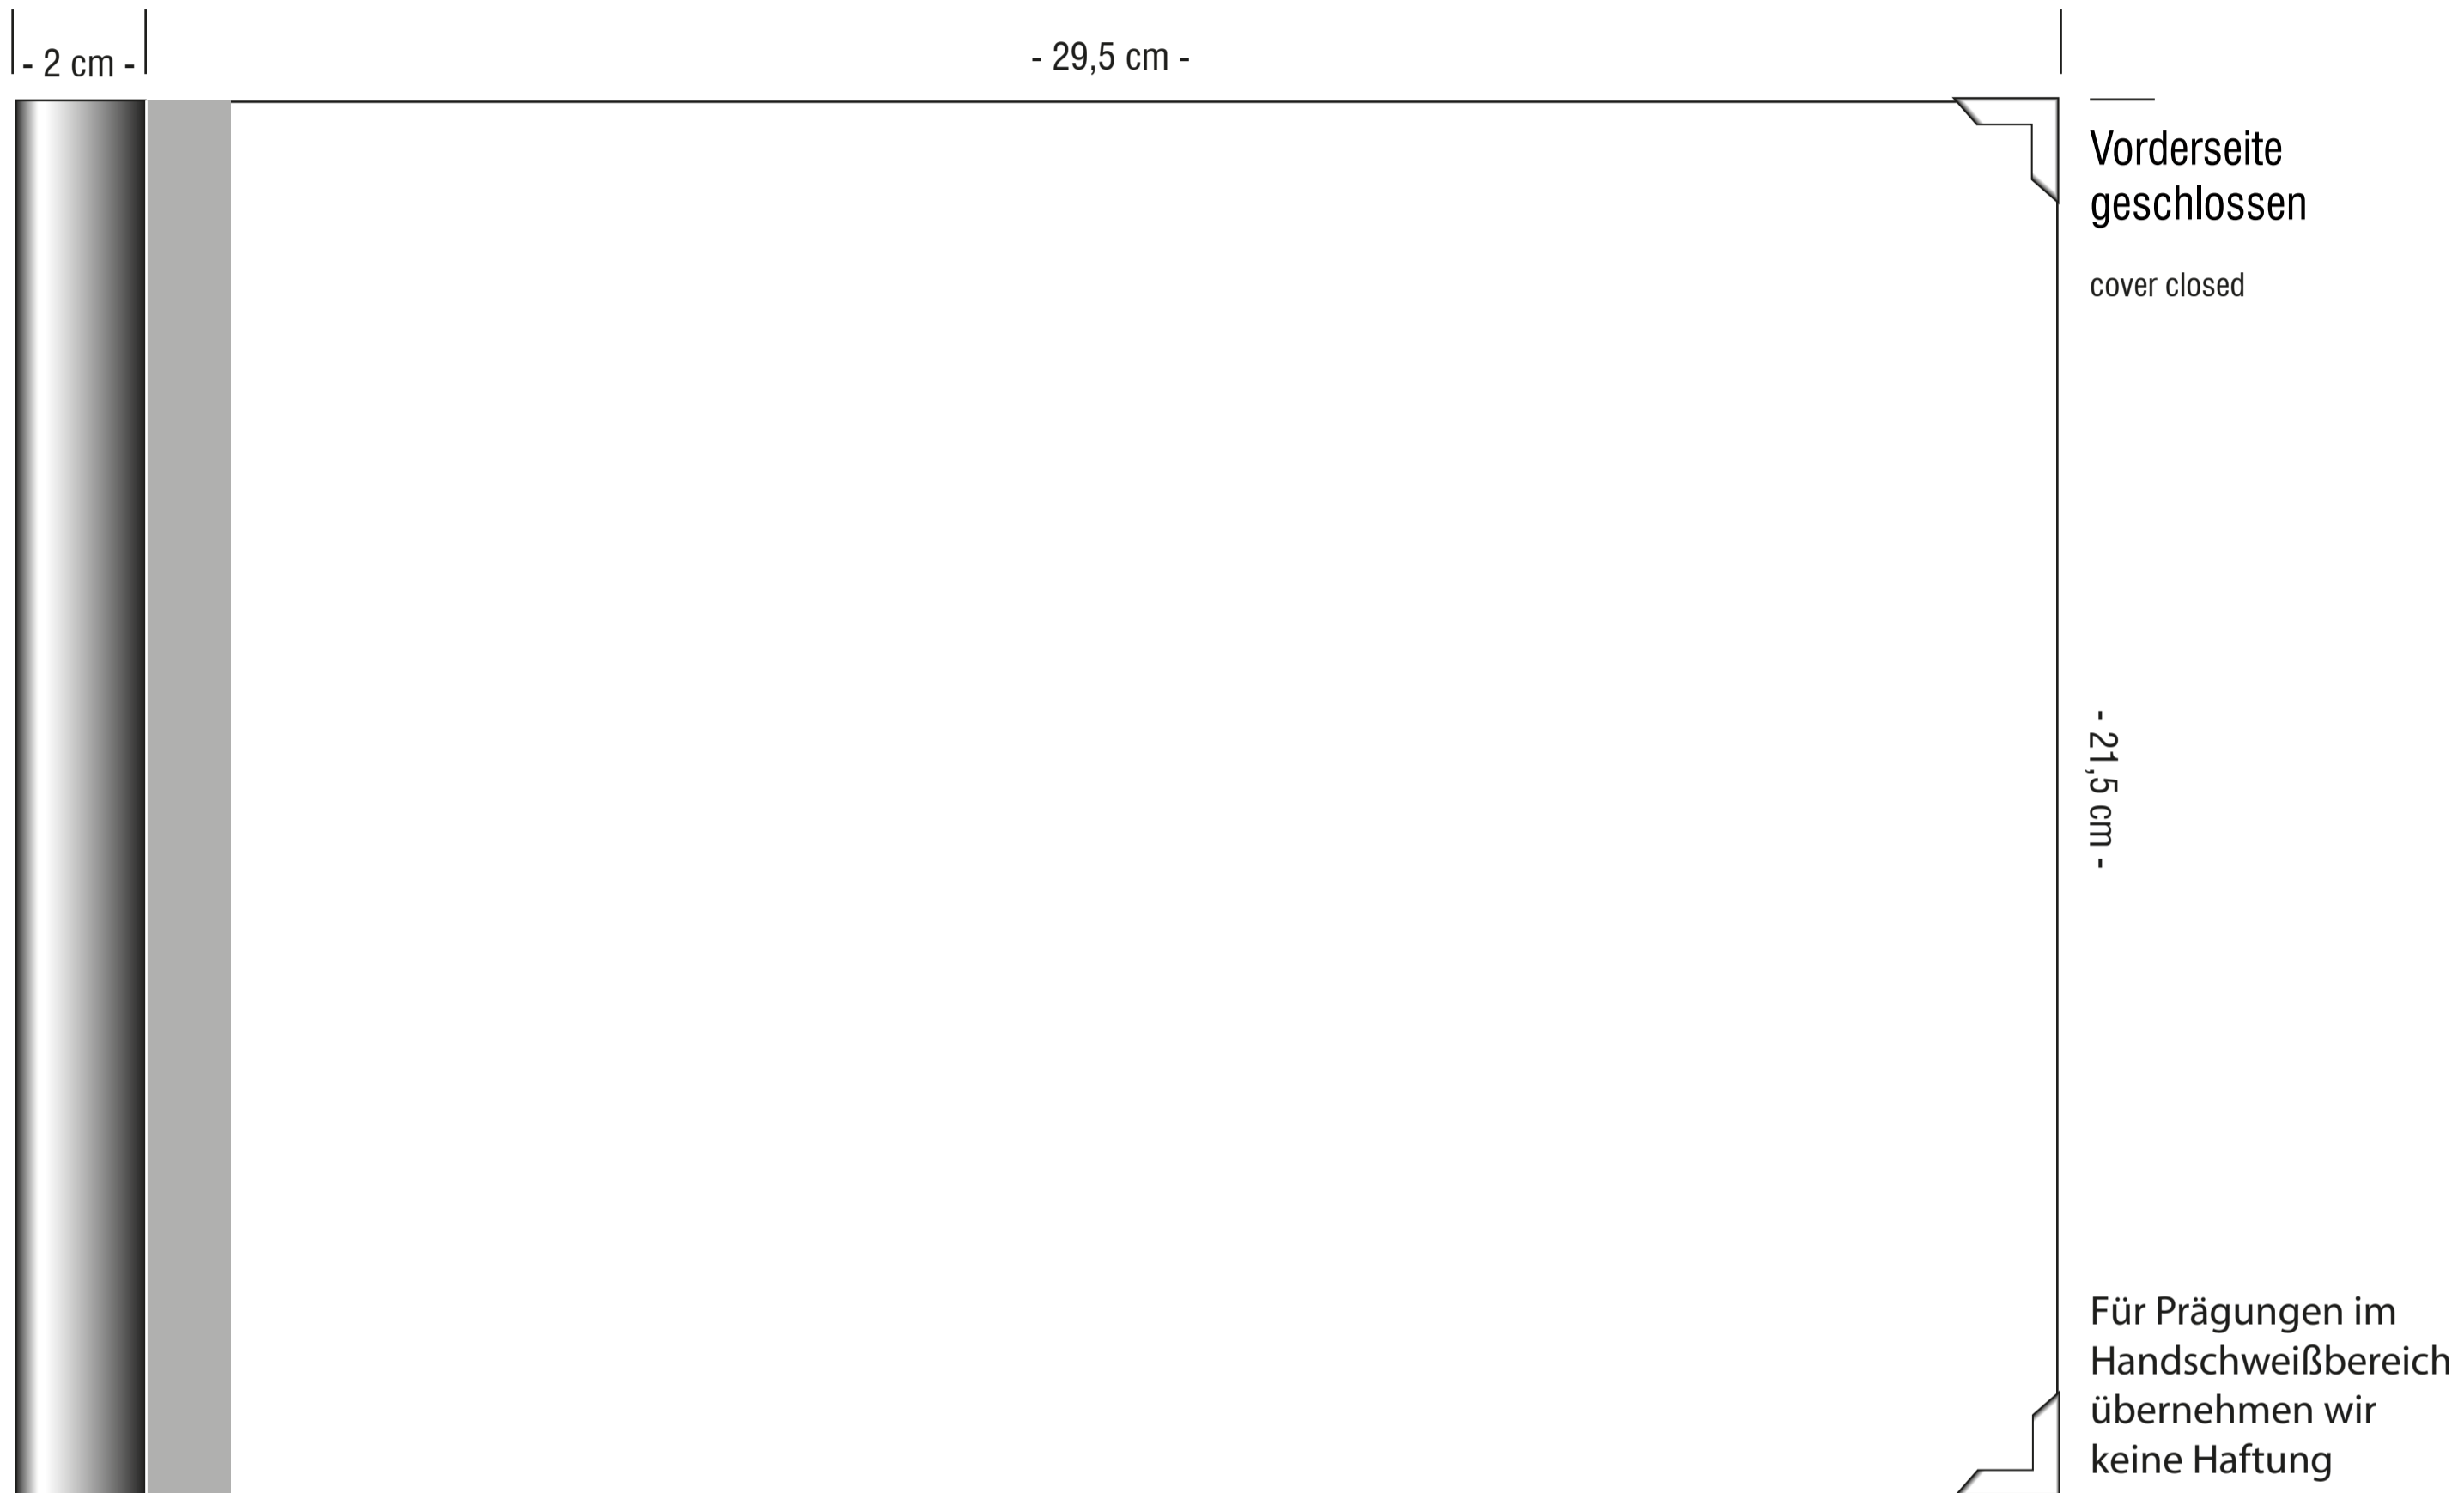 - 2 cm -
- 29,5 cm -
Vorderseite
geschlossen
cover closed
- 21,5 cm -
Für Prägungen im
Handschweißbereich
übernehmen wir
keine Haftung